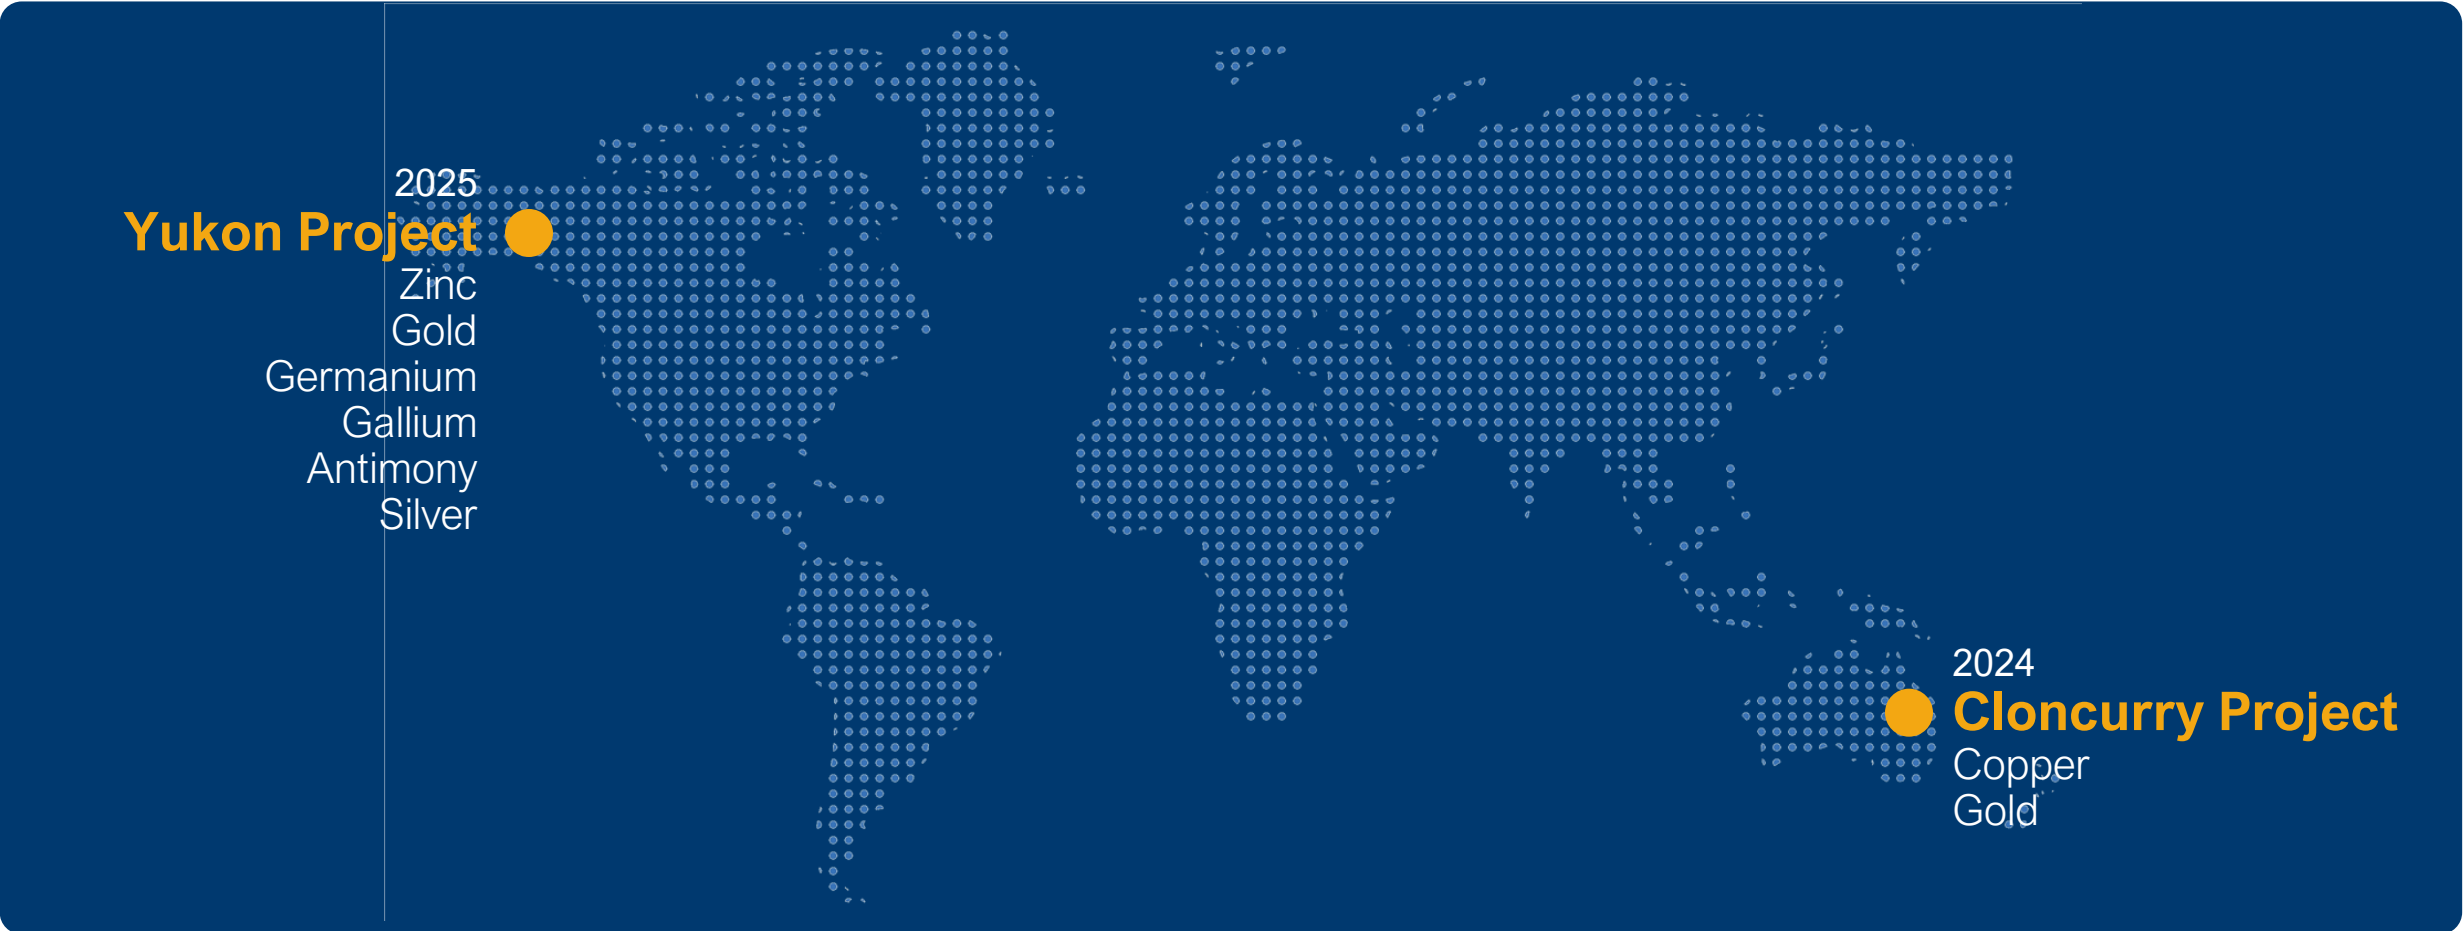 2025
Yukon Project
Zinc
Gold
Germanium
Gallium
Antimony
Silver
2024
Cloncurry Project
Copper
Gold